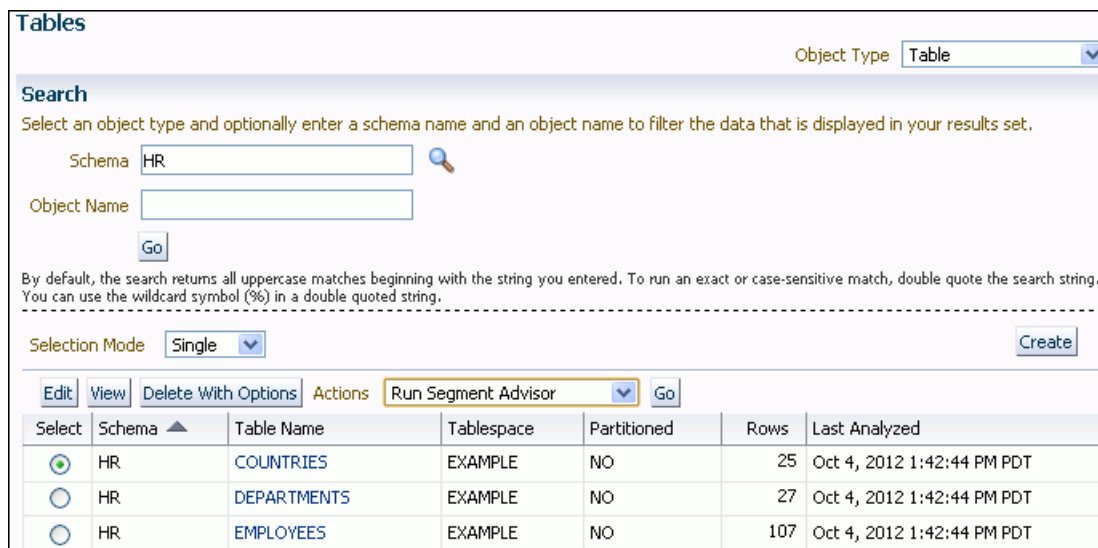 Tables
Object Type Table
Search
Select an object type and optionally enter a schema name and an object name to filter the data that is displayed in your results set.
Schema HR
Object Name
Go
By default, the search returns all uppercase matches beginning with the string you entered. To run an exact or case-sensitive match, double quote the search string.
You can use the wildcard symbol (%) in a double quoted string.
Selection Mode Single Create
Edit View Delete With Options Actions Run Segment Advisor Go
Select Schema Table Name Tablespace Partitioned Rows Last Analyzed
HR COUNTRIES EXAMPLE NO 25 Oct 4, 2012 1:42:44 PM PDT
HR DEPARTMENTS EXAMPLE NO 27 Oct 4, 2012 1:42:44 PM PDT
HR EMPLOYEES EXAMPLE NO 107 Oct 4, 2012 1:42:44 PM PDT